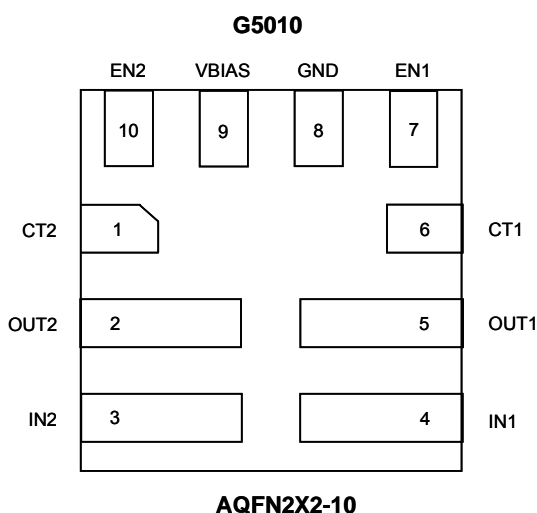 G5010
EN2 VBIAS GND EN1
10 9 8 7
CT2 1 6 CT1
OUT2 2 5 OUT1
IN2 3 4 IN1
AQFN2X2-10